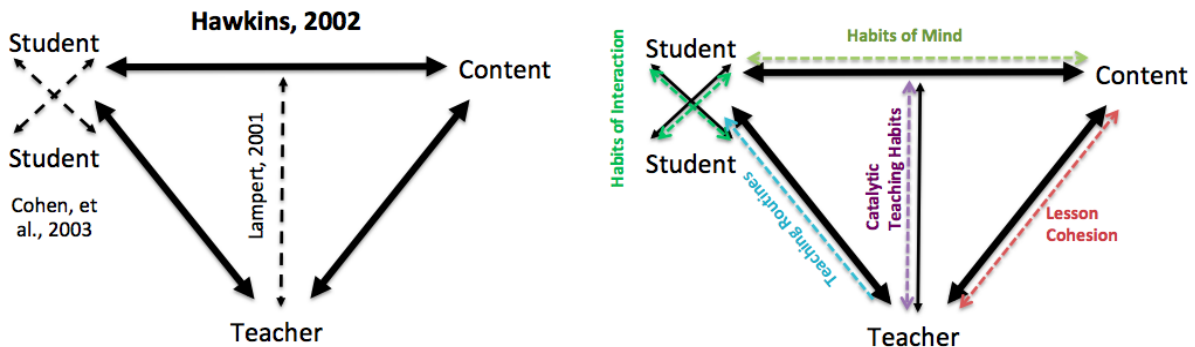 Hawkins, 2002
Student
Content
Lampert, 2001
Student
Cohen, et
al., 2003
Teacher
Habits of Mind
Student
Content
Habits of Interaction
Student
Teaching Routines
Catalytic
Teaching Habits
Lesson
Cohesion
Teacher